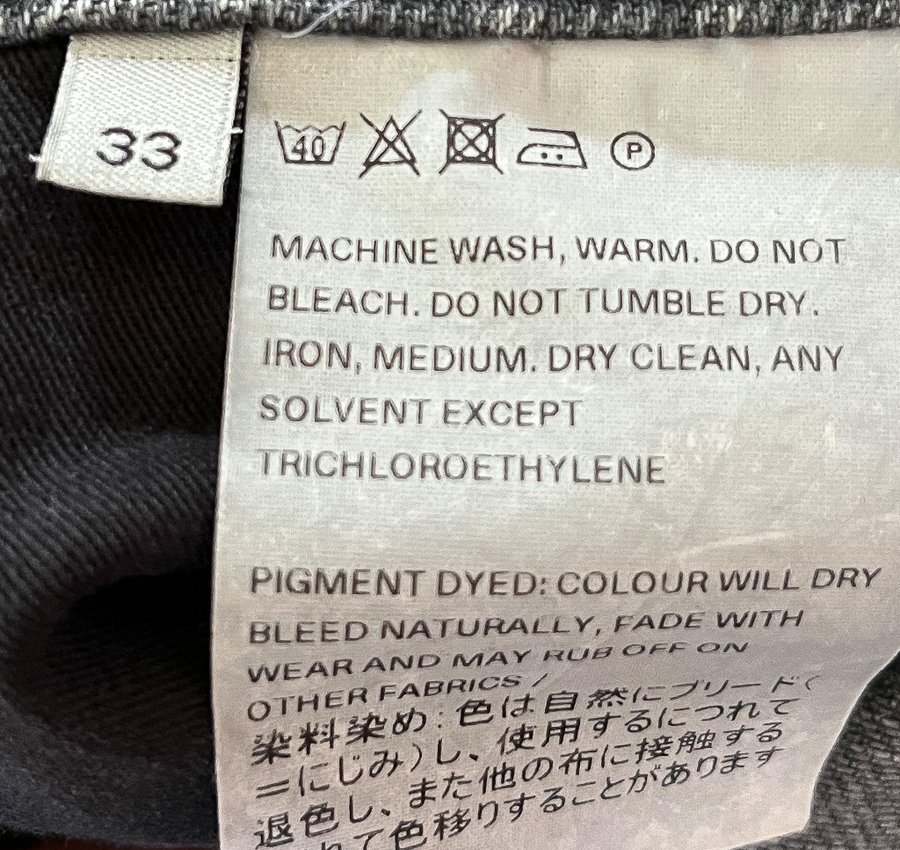 33
40
P
MACHINE WASH, WARM. DO NOT
BLEACH. DO NOT TUMBLE DRY.
IRON, MEDIUM. DRY CLEAN, ANY
SOLVENT EXCEPT
TRICHLOROETHYLENE
PIGMENT DYED: COLOUR WILL DRY
BLEED NATURALLY, FADE WITH
WEAR AND MAY RUB OFF ON
OTHER FABRICS /
染料染め:色は自然にブリード(
=にじみ)し、使用するにつれて
退色し、また他の布に接触する
れて色移りすることがあります